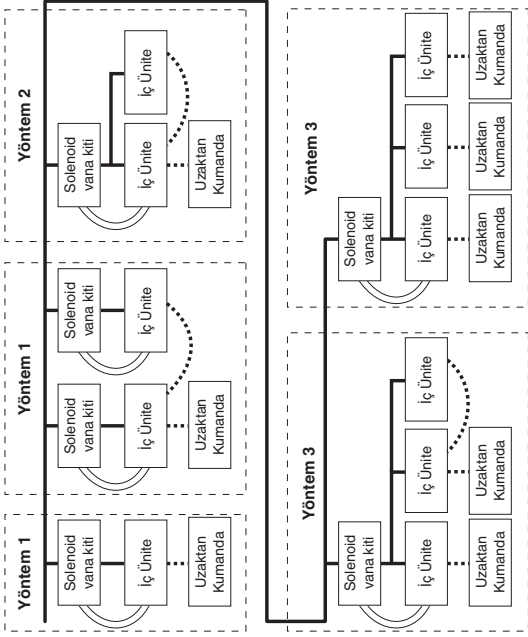 Yöntem 1
Solenoid
vana kiti
İç Ünite
Uzaktan
Kumanda
Yöntem 1
Solenoid
vana kiti
Solenoid
vana kiti
İç Ünite
İç Ünite
Uzaktan
Kumanda
Yöntem 2
Solenoid
vana kiti
İç Ünite
İç Ünite
Uzaktan
Kumanda
Yöntem 3
Solenoid
vana kiti
İç Ünite
İç Ünite
İç Ünite
Uzaktan
Kumanda
Uzaktan
Kumanda
Yöntem 3
Solenoid
vana kiti
İç Ünite
İç Ünite
İç Ünite
Uzaktan
Kumanda
Uzaktan
Kumanda
Uzaktan
Kumanda